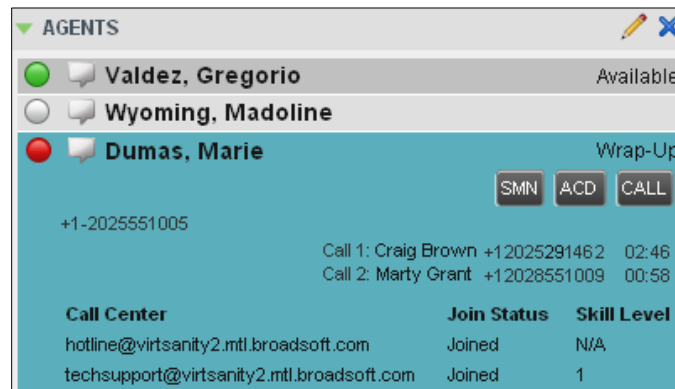 AGENTS
Valdez, Gregorio Available
Wyoming, Madoline
Dumas, Marie Wrap-Up
SMN ACD CALL
+1-2025551005
Call 1: Craig Brown +12025291462 02:46
Call 2: Marty Grant +12028551009 00:58
Call Center Join Status Skill Level
hotline@virtsanity2.mtl.broadsoft.com Joined N/A
techsupport@virtsanity2.mtl.broadsoft.com Joined 1